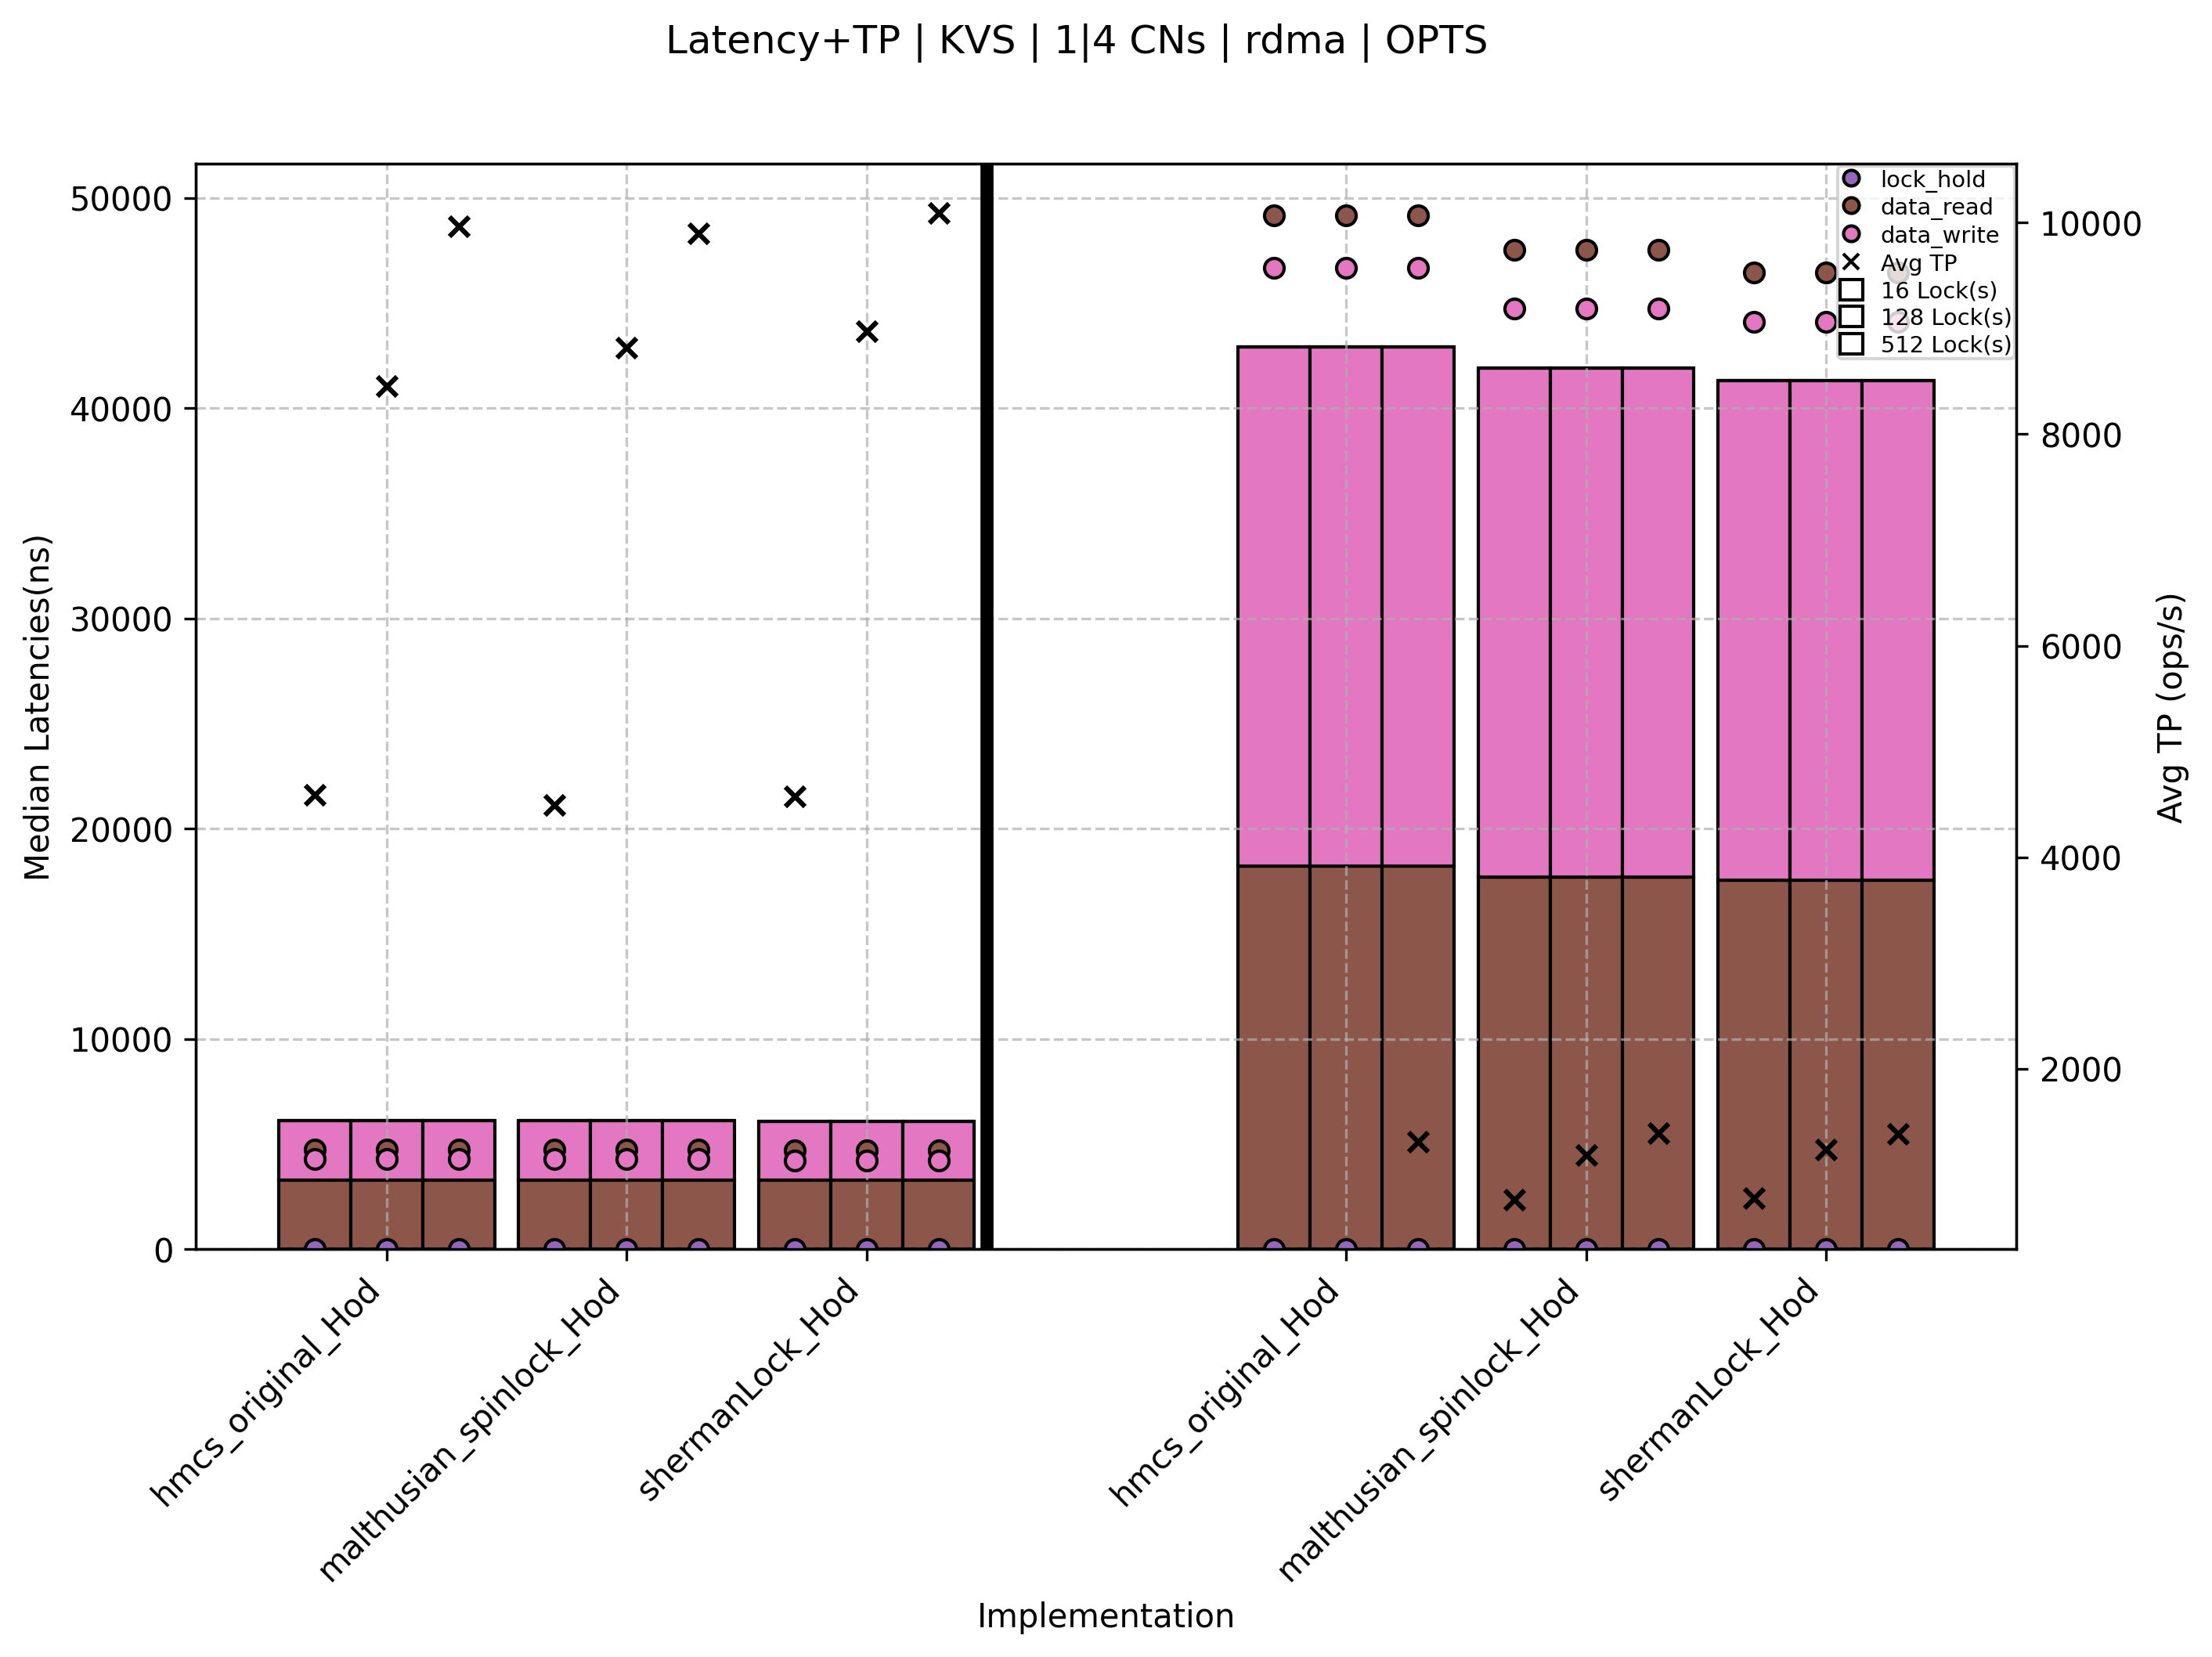 Latency+TP | KVS | 1|4 CNs | rdma | OPTS
Median Latencies(ns)
50000
40000
30000
20000
10000
0
lock_hold
data_read
data_write
Avg TP
16 Lock(s)
128 Lock(s)
512 Lock(s)
10000
8000
6000
4000
2000
Avg TP (ops/s)
hmcs_original_Hod
malthusian_spinlock_Hod
shermanLock_Hod
hmcs_original_Hod
malthusian_spinlock_Hod
shermanLock_Hod
Implementation